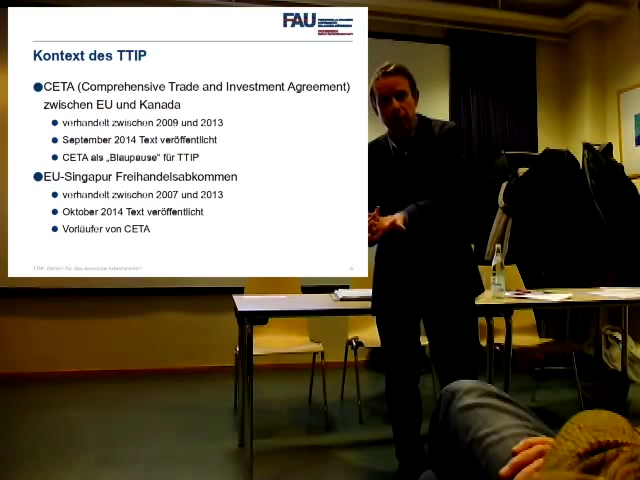 FAU
Kontext des TTIP
CETA (Comprehensive Trade and Investment Agreement)
zwischen EU und Kanada
verhandelt zwischen 2009 und 2013
September 2014 Text veröffentlicht
CETA als „Blaupause“ für TTIP
EU-Singapur Freihandelsabkommen
verhandelt zwischen 2007 und 2013
Oktober 2014 Text veröffentlicht
Vorläufer von CETA